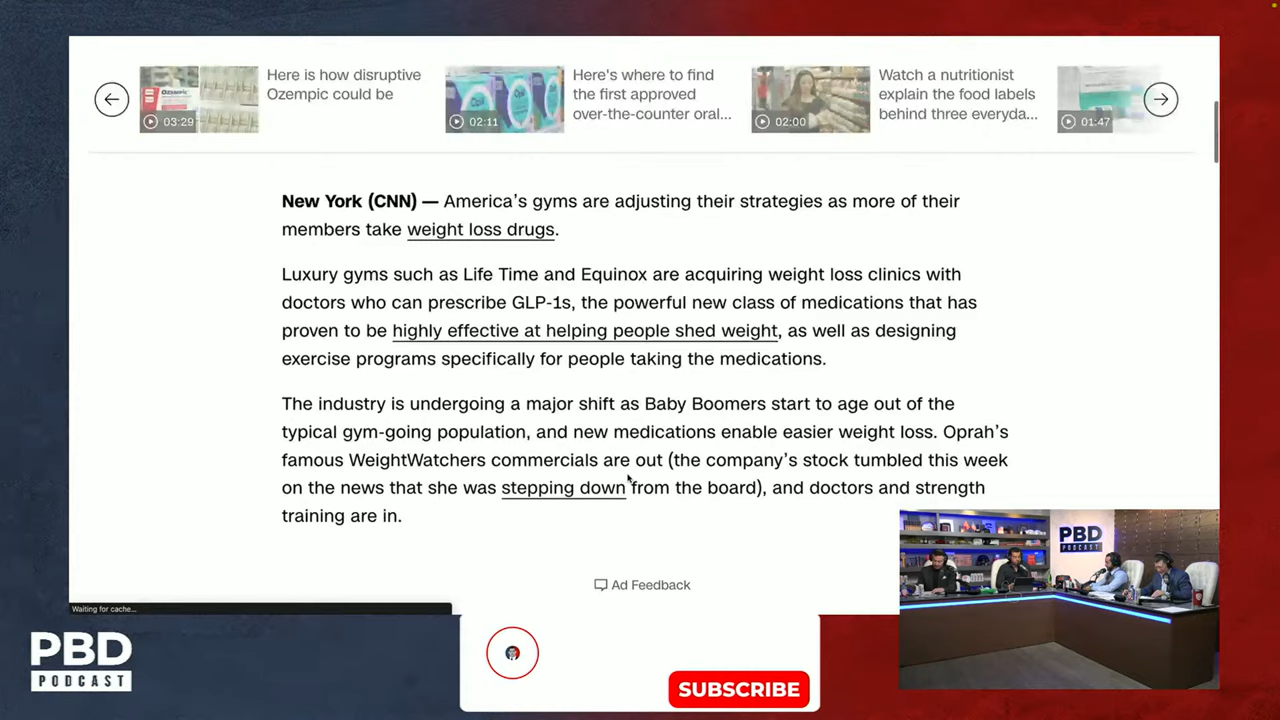 Here is how disruptive
Ozempic could be
03:29
Here's where to find
the first approved
over-the-counter oral...
02:11
Watch a nutritionist
explain the food labels
behind three everyda...
02:00
01:47
New York (CNN) — America's gyms are adjusting their strategies as more of their
members take weight loss drugs.
Luxury gyms such as Life Time and Equinox are acquiring weight loss clinics with
doctors who can prescribe GLP-1s, the powerful new class of medications that has
proven to be highly effective at helping people shed weight, as well as designing
exercise programs specifically for people taking the medications.
The industry is undergoing a major shift as Baby Boomers start to age out of the
typical gym-going population, and new medications enable easier weight loss. Oprah's
famous WeightWatchers commercials are out (the company's stock tumbled this week
on the news that she was stepping down from the board), and doctors and strength
training are in.
Ad Feedback
Waiting for cache...
PBD
PODCAST
PBD
PODCAST
SUBSCRIBE